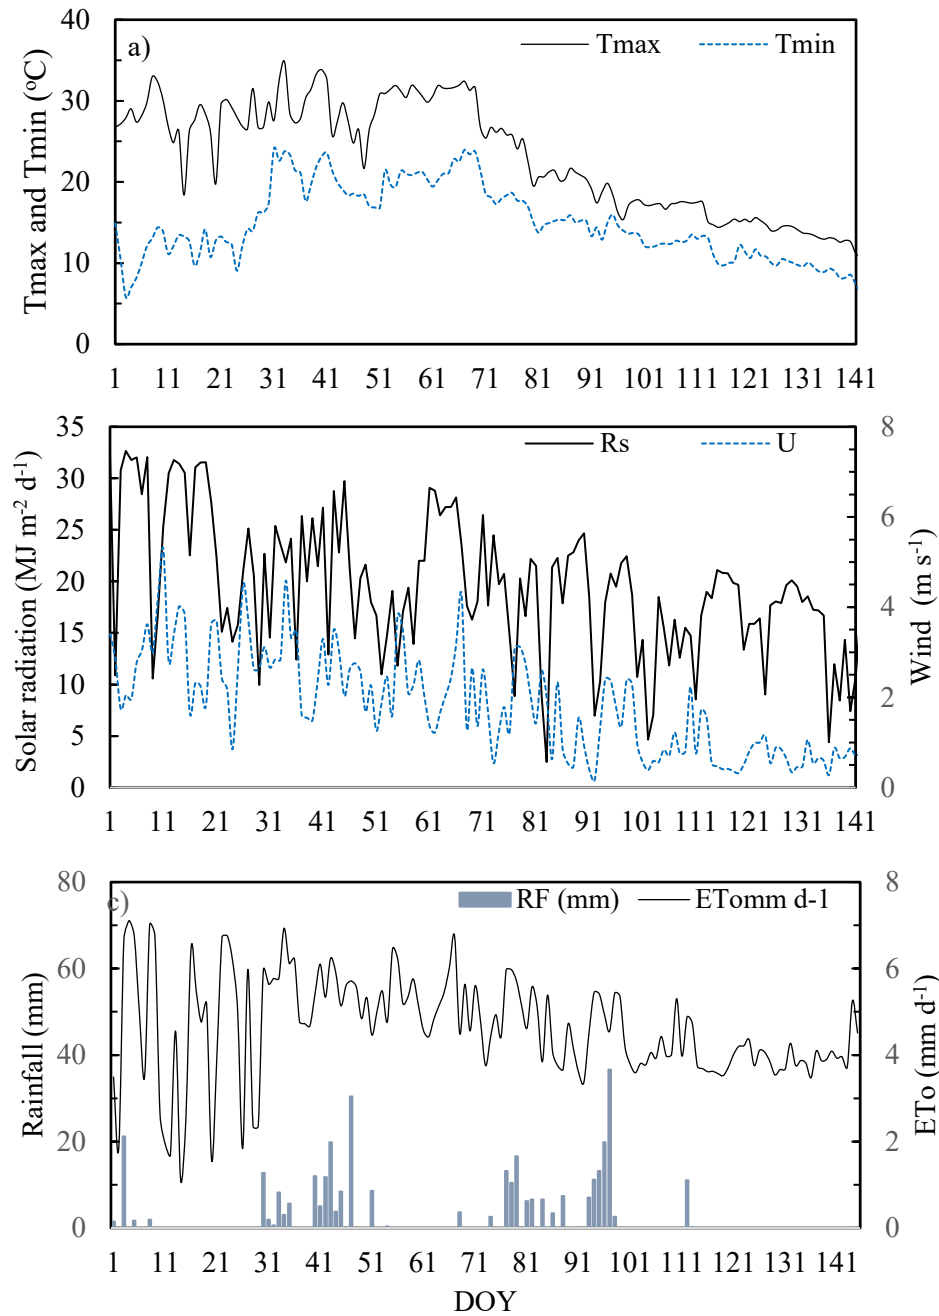 40
a)
Tmax
Tmin
30
20
10
0
Tmax and Tmin (ºC)
1 11 21 31 41 51 61 71 81 91 101 111 121 131 141
35
8
Rs
U
30
25
6
20
15
4
10
2
5
0
0
Solar radiation (MJ m⁻² d⁻¹)
Wind (m s⁻¹)
1 11 21 31 41 51 61 71 81 91 101 111 121 131 141
80
8
c)
RF (mm)
ETomm d-1
60
6
40
4
20
2
0
0
Rainfall (mm)
ETo (mm d⁻¹)
1 11 21 31 41 51 61 71 81 91 101 111 121 131 141
DOY